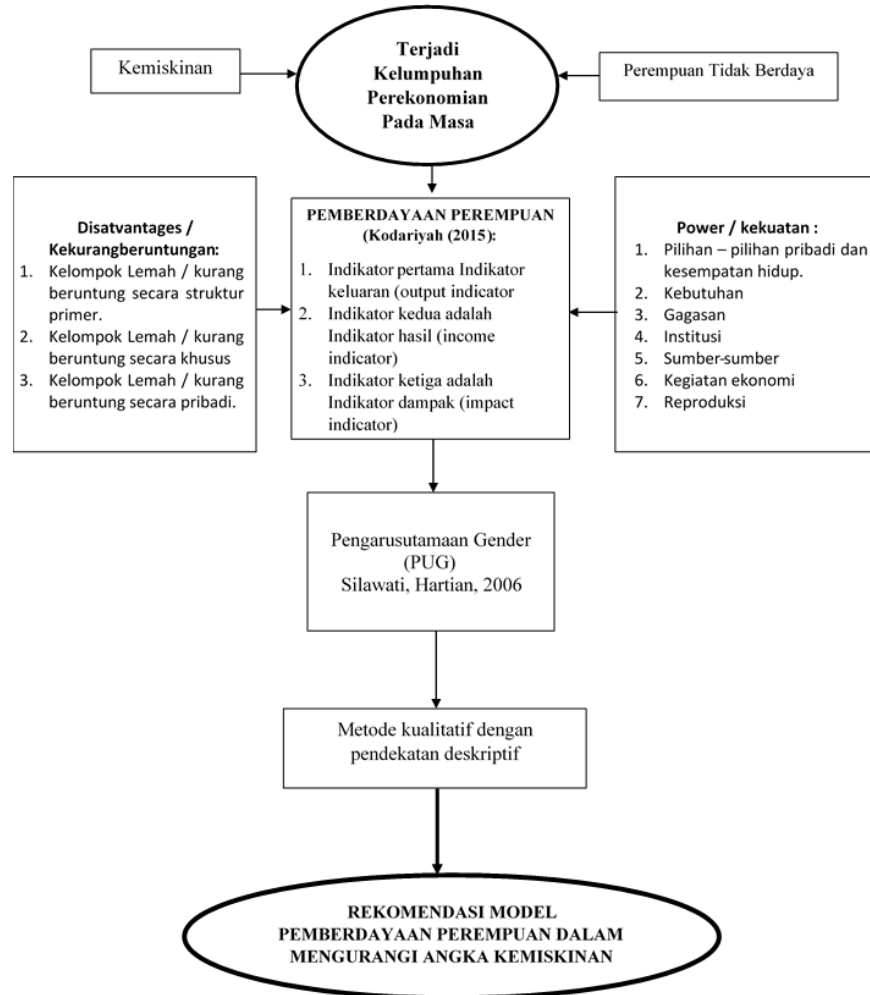 Kemiskinan
Terjadi
Kelumpuhan
Perekonomian
Pada Masa
Perempuan Tidak Berdaya
Disatvantages /
Kekurangberuntungan:
1. Kelompok Lemah / kurang
beruntung secara struktur
primer.
2. Kelompok Lemah / kurang
beruntung secara khusus
3. Kelompok Lemah / kurang
beruntung secara pribadi.
PEMBERDAYAAN PEREMPUAN
(Kodariyah (2015):
1. Indikator pertama Indikator
keluaran (output indicator
2. Indikator kedua adalah
Indikator hasil (income
indicator)
3. Indikator ketiga adalah
Indikator dampak (impact
indicator)
Power / kekuatan :
1. Pilihan – pilihan pribadi dan
kesempatan hidup.
2. Kebutuhan
3. Gagasan
4. Institusi
5. Sumber-sumber
6. Kegiatan ekonomi
7. Reproduksi
Pengarusutamaan Gender
(PUG)
Silawati, Hartian, 2006
Metode kualitatif dengan
pendekatan deskriptif
REKOMENDASI MODEL
PEMBERDAYAAN PEREMPUAN DALAM
MENGURANGI ANGKA KEMISKINAN